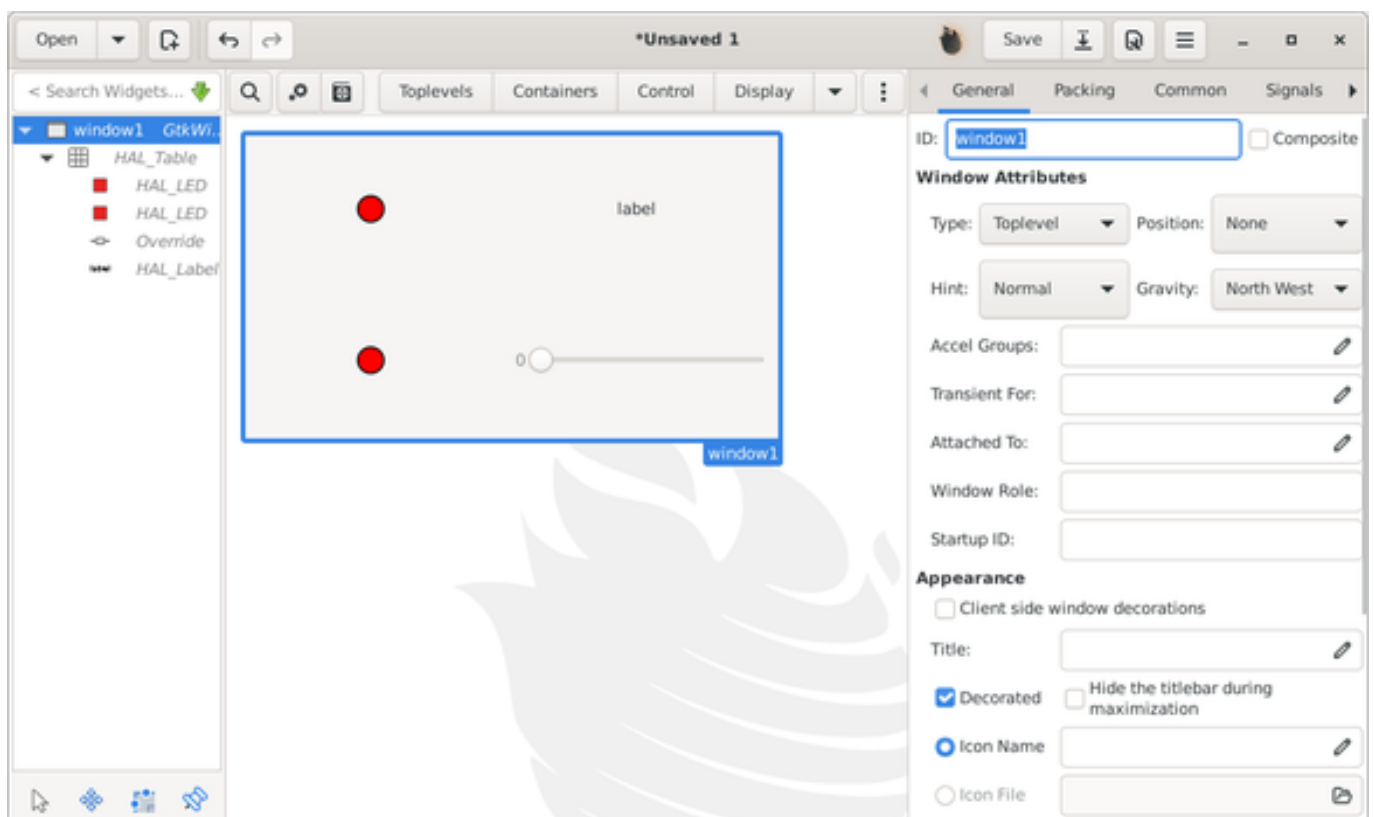 Open
*Unsaved 1
Save
< Search Widgets...
Toplevels Containers Control Display
General Packing Common Signals
window1 GtkWi..
HAL_Table
HAL_LED
HAL_LED
Override
HAL_Label
label
0
window1
ID: window1 Composite
Window Attributes
Type: Toplevel Position: None
Hint: Normal Gravity: North West
Accel Groups:
Transient For:
Attached To:
Window Role:
Startup ID:
Appearance
Client side window decorations
Title:
Decorated Hide the titlebar during
maximization
Icon Name
Icon File